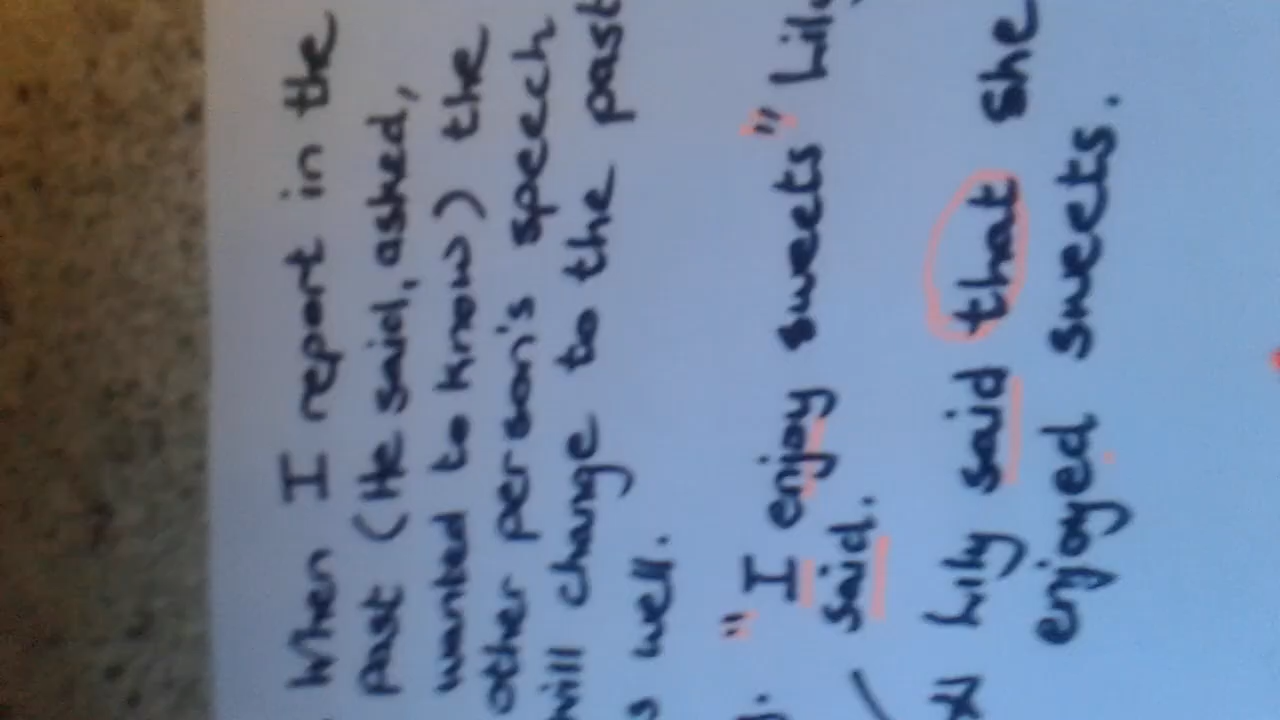 When I report in the
past (He said, asked,
wanted to know) the
other person's speech
will change to the past
well.
"I enjoy sweets" Lily
said.
Lily said that she
enjoyed sweets.